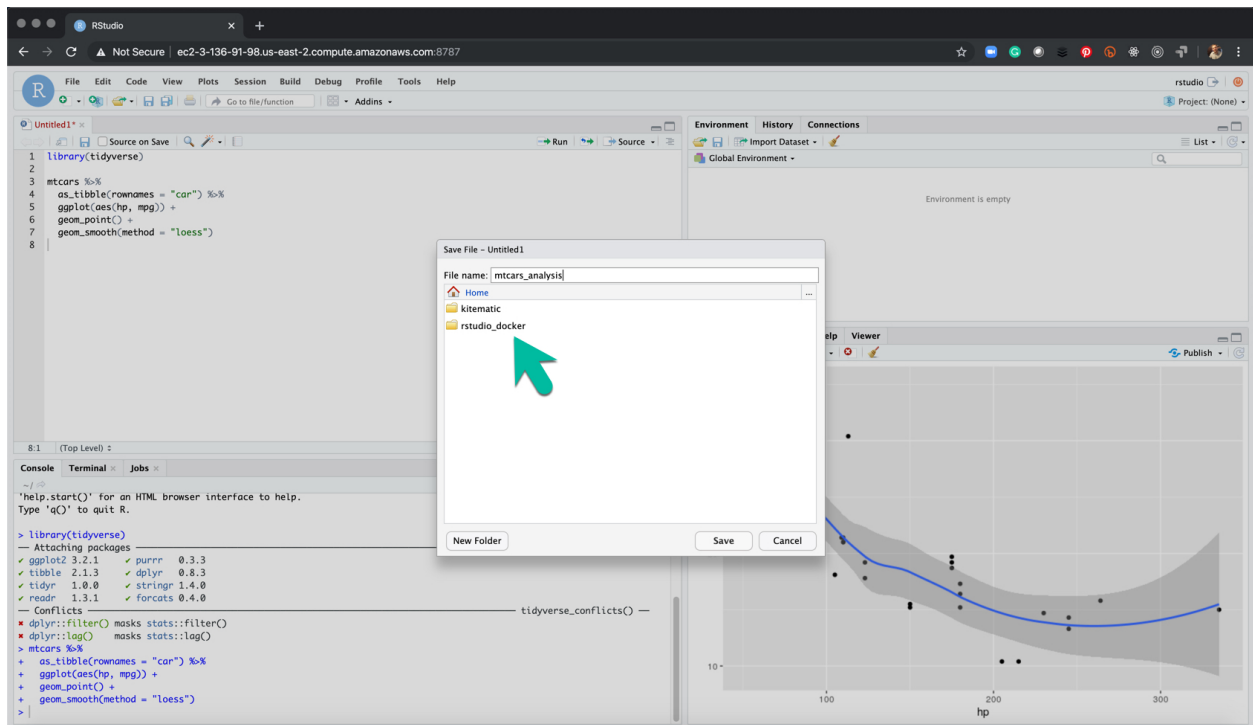 RStudio
Not Secure | ec2-3-136-91-98.us-east-2.compute.amazonaws.com:8787
File Edit Code View Plots Session Build Debug Profile Tools Help
rstudio
Go to file/function
Addins
Project: (None)
Untitled1*
Source on Save
Run
Source
1 library(tidyverse)
2
3 mtcars %>%
4 as_tibble(rownames = "car") %>%
5 ggplot(aes(hp, mpg)) +
6 geom_point() +
7 geom_smooth(method = "loess")
8
8:1 (Top Level)
Console Terminal Jobs
~/
'help.start()' for an HTML browser interface to help.
Type 'q()' to quit R.
> library(tidyverse)
— Attaching packages
✔ ggplot2 3.2.1 ✔ purrr 0.3.3
✔ tibble 2.1.3 ✔ dplyr 0.8.3
✔ tidyr 1.0.0 ✔ stringr 1.4.0
✔ readr 1.3.1 ✔ forcats 0.4.0
— Conflicts — tidyverse_conflicts() —
✖ dplyr::filter() masks stats::filter()
✖ dplyr::lag() masks stats::lag()
> mtcars %>%
+ as_tibble(rownames = "car") %>%
+ ggplot(aes(hp, mpg)) +
+ geom_point() +
+ geom_smooth(method = "loess")
>
Save File - Untitled1
File name: mtcars_analysis
Home
...
kitematic
rstudio_docker
New Folder
Save
Cancel
Environment History Connections
Import Dataset
List
Global Environment
Environment is empty
elp Viewer
Publish
10
100 200 300
hp